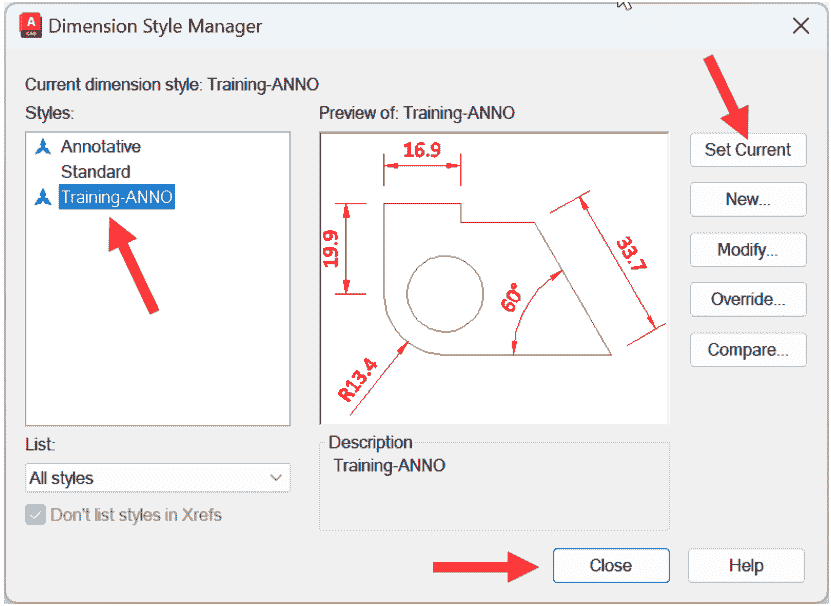 A
CAD
Dimension Style Manager
Current dimension style: Training-ANNO
Styles:
Annotative
Standard
Training-ANNO
List:
All styles
Don't list styles in Xrefs
Preview of: Training-ANNO
16.9
19.9
33.7
60°
R13.4
Description
Training-ANNO
Set Current
New...
Modify...
Override...
Compare...
Close
Help